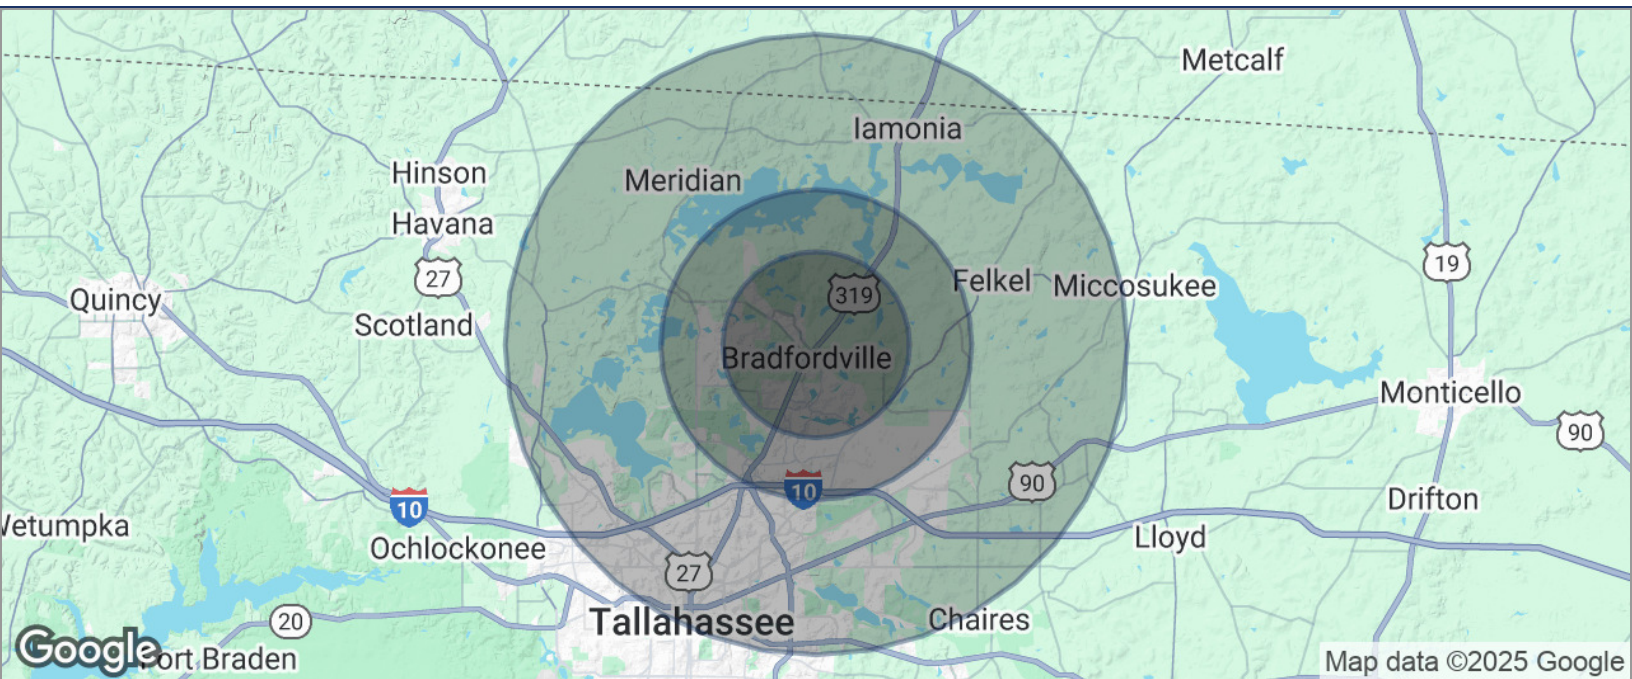 Metcalf
Iamonia
Hinson
Meridian
Havana
27
319
Felkel
Miccosukee
19
Quincy
Scotland
Bradfordville
Monticello
90
90
10
10
Drifton
Wetumpka
Ochlockonee
Lloyd
27
20
Tallahassee
Chaires
Google
Fort Braden
Map data ©2025 Google